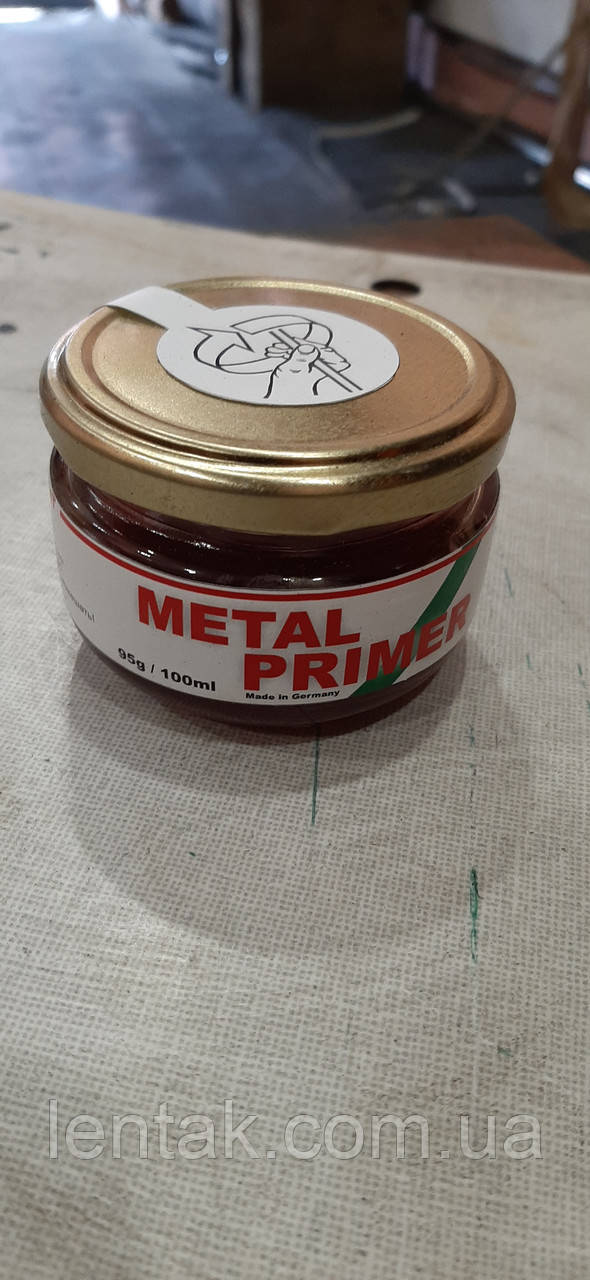 METAL
PRIMER
95g / 100ml
Made in Germany
lentak.com.ua